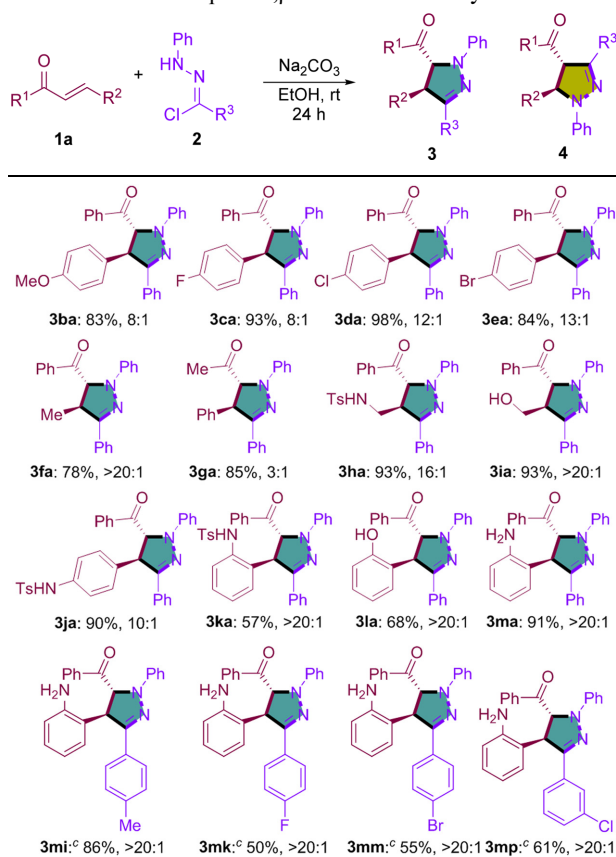 O
R¹
R²
1a
+
Ph
HN
N
Cl
R³
2
Na₂CO₃
EtOH, rt
24 h
O
R¹
Ph
N
N
R²
R³
3
O
R¹
R³
N
N
R²
Ph
4
O
Ph
Ph
N
N
MeO
Ph
3ba: 83%, 8:1
O
Ph
Ph
N
N
F
Ph
3ca: 93%, 8:1
O
Ph
Ph
N
N
Cl
Ph
3da: 98%, 12:1
O
Ph
Ph
N
N
Br
Ph
3ea: 84%, 13:1
O
Ph
Ph
N
N
Me
Ph
3fa: 78%, >20:1
O
Me
Ph
N
N
Ph
Ph
3ga: 85%, 3:1
O
Ph
Ph
N
N
TsHN
Ph
3ha: 93%, 16:1
O
Ph
Ph
N
N
HO
Ph
3ia: 93%, >20:1
O
Ph
Ph
N
N
TsHN
Ph
3ja: 90%, 10:1
O
Ph
Ph
TsHN
N
N
Ph
3ka: 57%, >20:1
O
Ph
Ph
HO
N
N
Ph
3la: 68%, >20:1
O
Ph
Ph
H₂N
N
N
Ph
3ma: 91%, >20:1
O
Ph
Ph
H₂N
N
N
Me
3mi:ᶜ 86%, >20:1
O
Ph
Ph
H₂N
N
N
F
3mk:ᶜ 50%, >20:1
O
Ph
Ph
H₂N
N
N
Br
3mm:ᶜ 55%, >20:1
O
Ph
Ph
H₂N
N
N
Cl
3mp:ᶜ 61%, >20:1